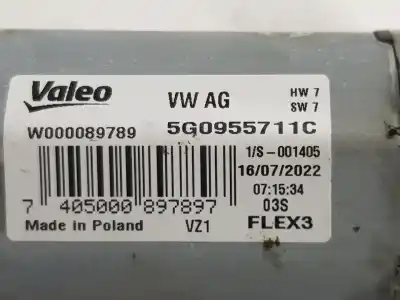 Valeo VW AG HW 7
SW 7
W000089789 5G0955711C
1/S-001405
16/07/2022
07:15:34
7 405000 897897 03S
Made in Poland VZ1 FLEX3